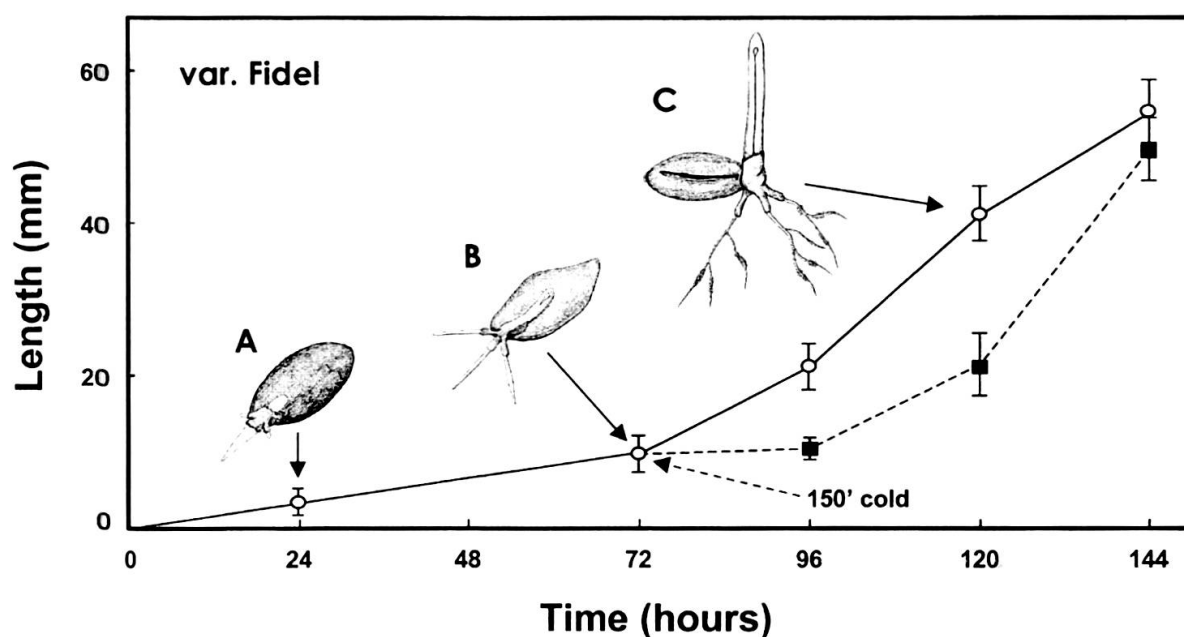 var. Fidel
A
B
C
150' cold
Length (mm)
60
40
20
0
0 24 48 72 96 120 144
Time (hours)